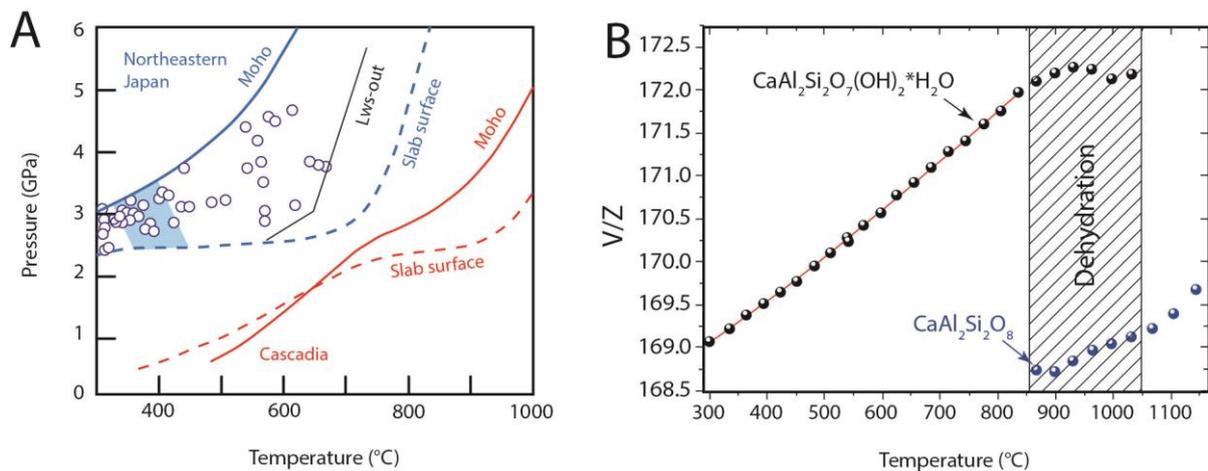 A
6
5
4
3
2
1
0
Pressure (GPa)
Northeastern
Japan
Moho
Lws-out
Slab surface
Moho
Slab surface
Cascadia
400 600 800 1000
Temperature (°C)
B
172.5
172.0
171.5
171.0
170.5
170.0
169.5
169.0
168.5
V/Z
CaAl2Si2O7(OH)2*H2O
Dehydration
CaAl2Si2O8
300 400 500 600 700 800 900 1000 1100
Temperature (°C)